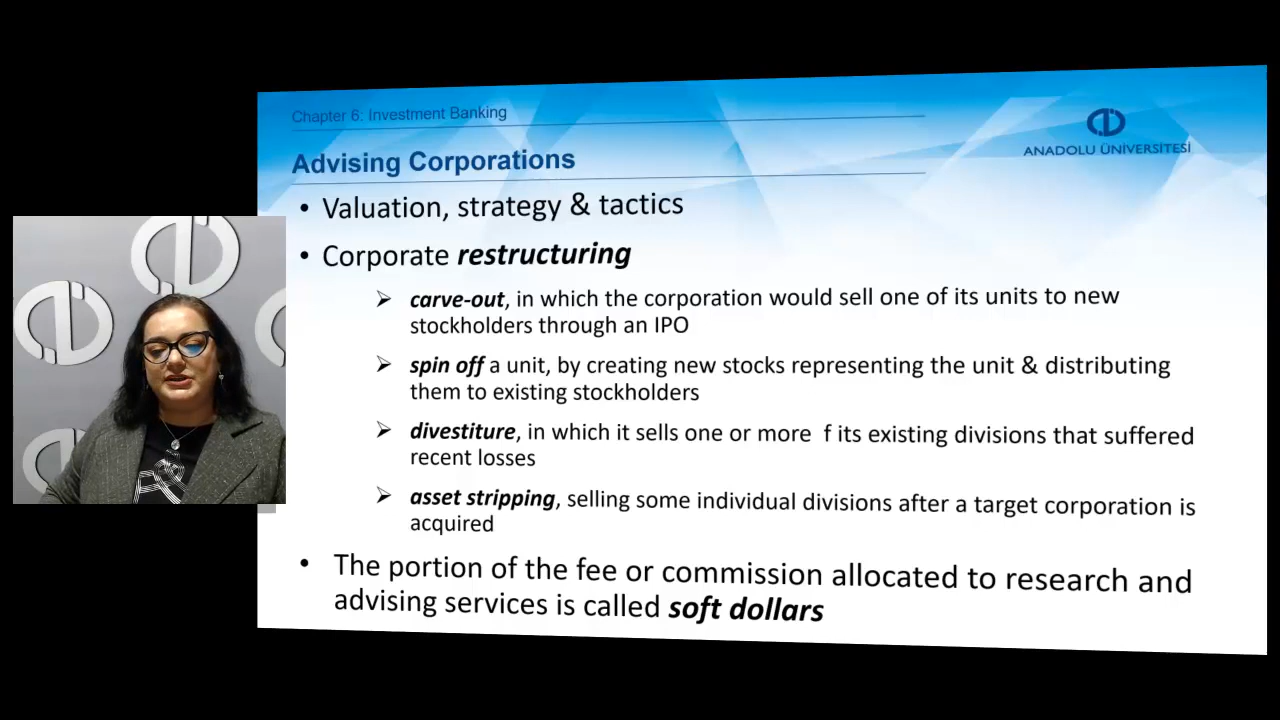 Chapter 6: Investment Banking
ANADOLU ÜNİVERSİTESİ
Advising Corporations
• Valuation, strategy & tactics
• Corporate restructuring
➢ carve-out, in which the corporation would sell one of its units to new
stockholders through an IPO
➢ spin off a unit, by creating new stocks representing the unit & distributing
them to existing stockholders
➢ divestiture, in which it sells one or more f its existing divisions that suffered
recent losses
➢ asset stripping, selling some individual divisions after a target corporation is
acquired
• The portion of the fee or commission allocated to research and
advising services is called soft dollars